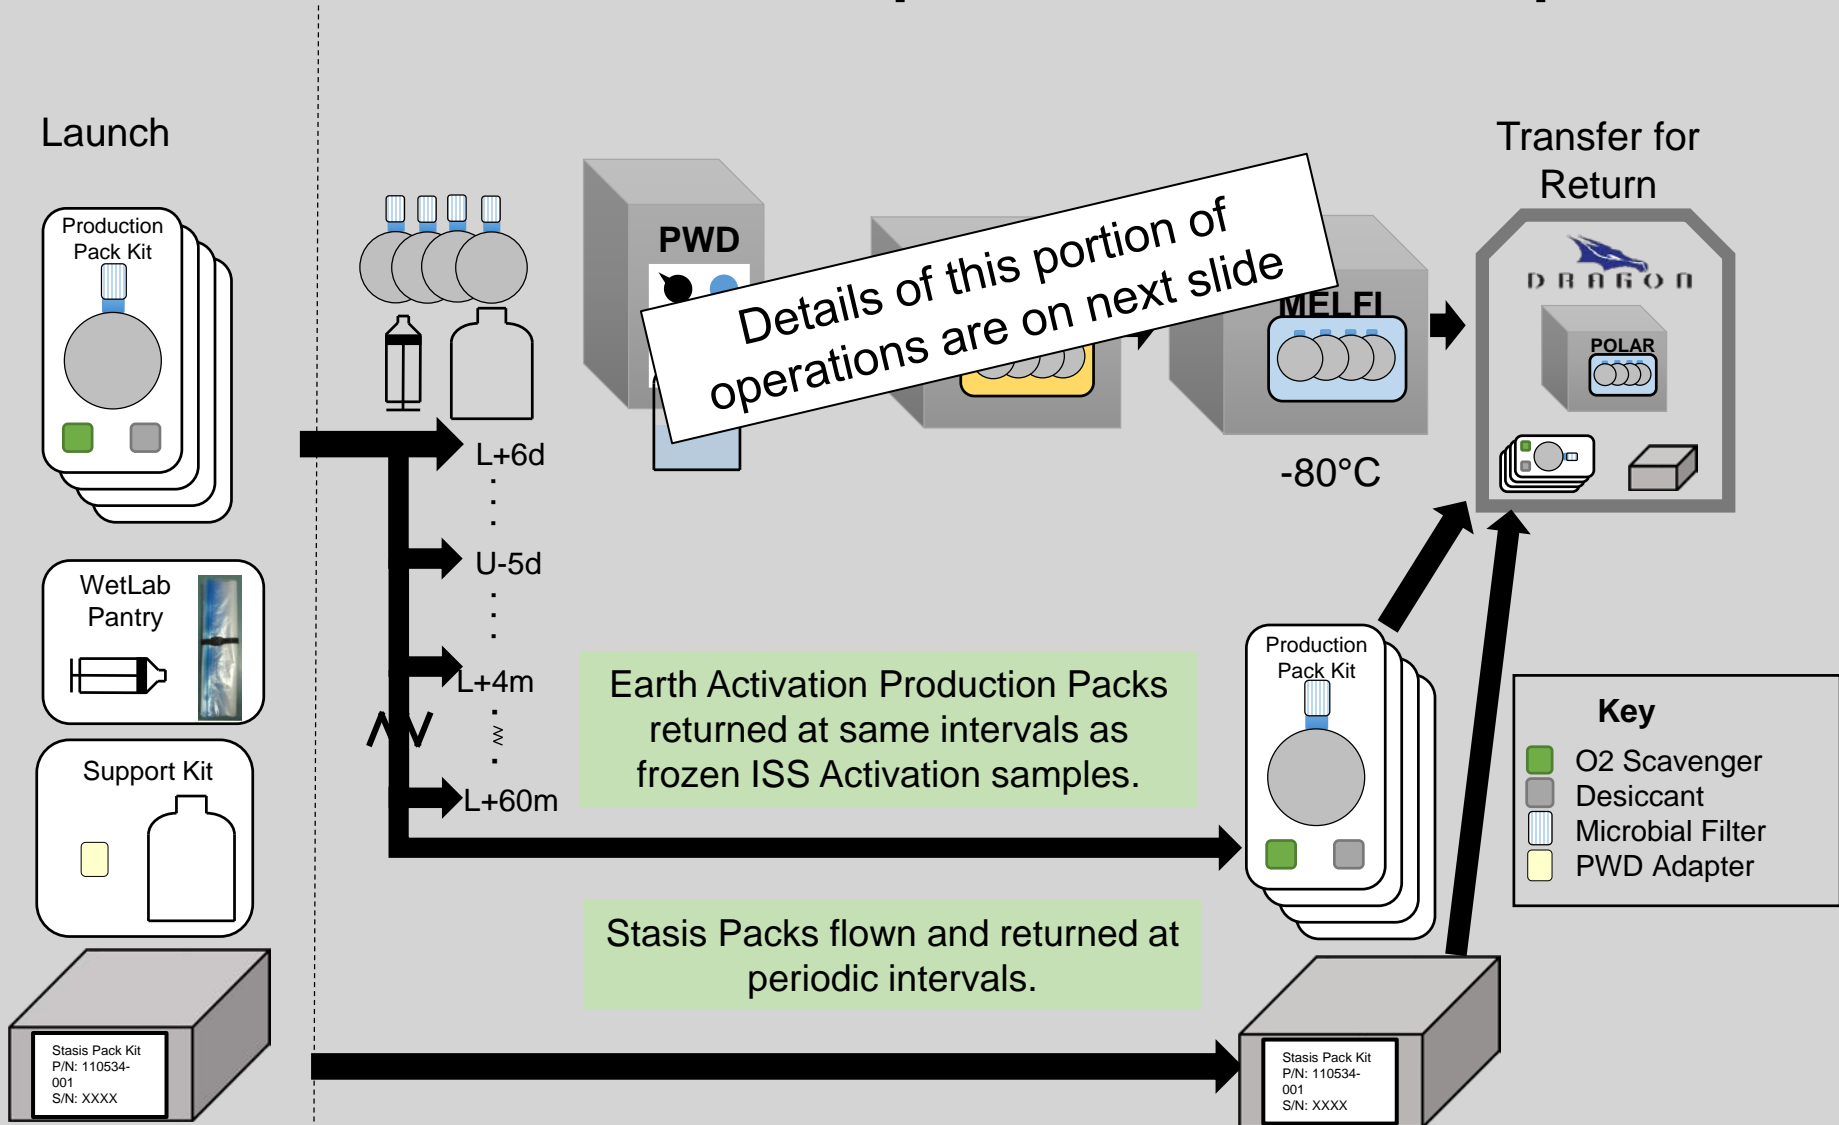 Launch
Production
Pack Kit
WetLab
Pantry
Support Kit
Stasis Pack Kit
P/N: 110534-
001
S/N: XXXX
PWD
Details of this portion of
operations are on next slide
MELFI
-80°C
Transfer for
Return
DRAGON
POLAR
L+6d
U-5d
L+4m
L+60m
Earth Activation Production Packs
returned at same intervals as
frozen ISS Activation samples.
Production
Pack Kit
Key
O2 Scavenger
Desiccant
Microbial Filter
PWD Adapter
Stasis Packs flown and returned at
periodic intervals.
Stasis Pack Kit
P/N: 110534-
001
S/N: XXXX